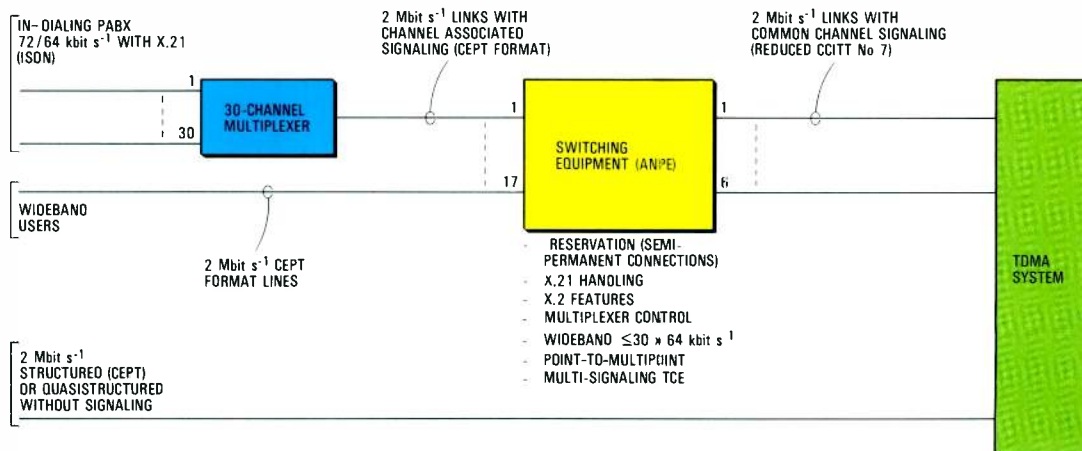 IN-DIALING PABX
72/64 kbit s⁻¹ WITH X.21
(ISDN)
1
30
30-CHANNEL
MULTIPLEXER
2 Mbit s⁻¹ LINKS WITH
CHANNEL ASSOCIATED
SIGNALING (CEPT FORMAT)
2 Mbit s⁻¹ LINKS WITH
COMMON CHANNEL SIGNALING
(REDUCED CCITT No 7)
1
17
SWITCHING
EQUIPMENT (ANPE)
1
6
WIDEBAND
USERS
2 Mbit s⁻¹ CEPT
FORMAT LINES
- RESERVATION (SEMI-
PERMANENT CONNECTIONS)
- X.21 HANDLING
- X.2 FEATURES
- MULTIPLEXER CONTROL
- WIDEBAND ≤30 × 64 kbit s⁻¹
- POINT-TO-MULTIPOINT
- MULTI-SIGNALING TCE
TDMA
SYSTEM
2 Mbit s⁻¹
STRUCTURED (CEPT)
OR QUASISTRUCTURED
WITHOUT SIGNALING